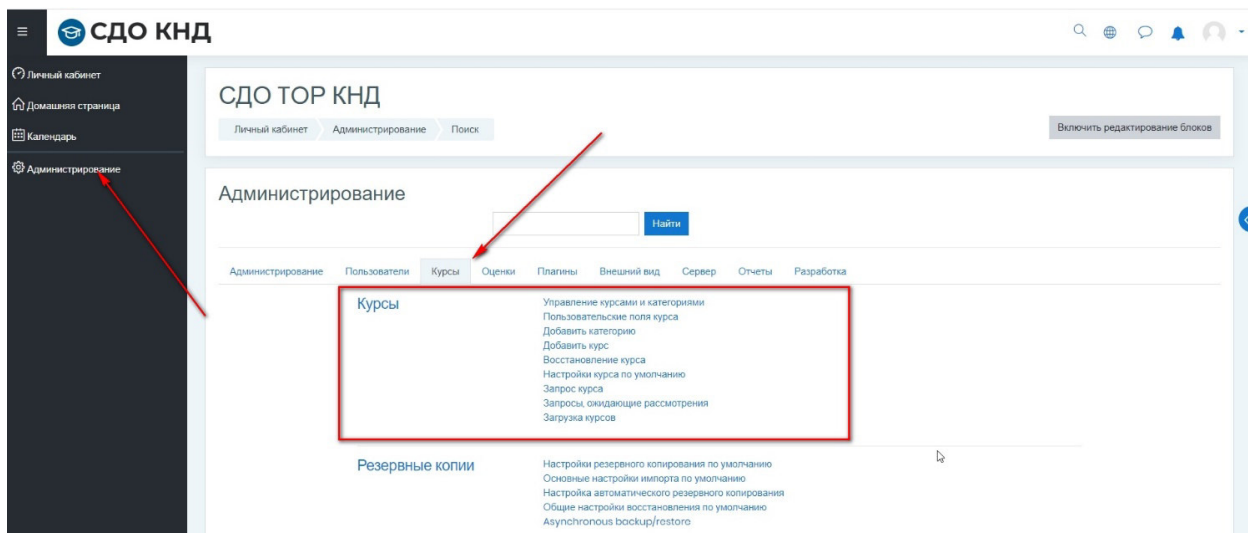 СДО КНД
Личный кабинет
Домашняя страница
Календарь
Администрирование
СДО ТОР КНД
Личный кабинет Администрирование Поиск
Включить редактирование блоков
Администрирование
Найти
Администрирование Пользователи Курсы Оценки Плагины Внешний вид Сервер Отчеты Разработка
Курсы
Управление курсами и категориями
Пользовательские поля курса
Добавить категорию
Добавить курс
Восстановление курса
Настройки курса по умолчанию
Запрос курса
Запросы, ожидающие рассмотрения
Загрузка курсов
Резервные копии
Настройки резервного копирования по умолчанию
Основные настройки импорта по умолчанию
Настройка автоматического резервного копирования
Общие настройки восстановления по умолчанию
Asynchronous backup/restore